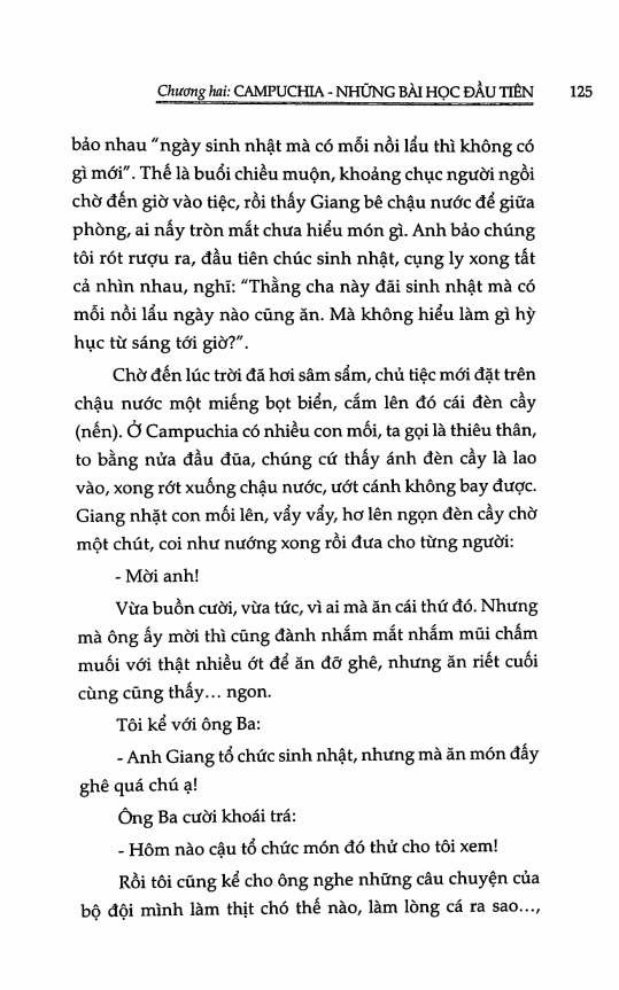 Chương hai: CAMPUCHIA - NHỮNG BÀI HỌC ĐẦU TIÊN 125
bảo nhau “ngày sinh nhật mà có mỗi nồi lẩu thì không có
gì mới”. Thế là buổi chiều muộn, khoảng chục người ngồi
chờ đến giờ vào tiệc, rồi thấy Giang bê chậu nước để giữa
phòng, ai nấy tròn mắt chưa hiểu món gì. Anh bảo chúng
tôi rót rượu ra, đầu tiên chúc sinh nhật, cụng ly xong tất
cả nhìn nhau, nghĩ: “Thằng cha này đãi sinh nhật mà có
mỗi nồi lẩu ngày nào cũng ăn. Mà không hiểu làm gì hỳ
hục từ sáng tới giờ?”.
Chờ đến lúc trời đã hơi sâm sẩm, chủ tiệc mới đặt trên
chậu nước một miếng bọt biển, cắm lên đó cái đèn cầy
(nến). Ở Campuchia có nhiều con mối, ta gọi là thiêu thân,
to bằng nửa đầu đũa, chúng cứ thấy ánh đèn cầy là lao
vào, xong rớt xuống chậu nước, ướt cánh không bay được.
Giang nhặt con mối lên, vẩy vẩy, hơ lên ngọn đèn cầy chờ
một chút, coi như nướng xong rồi đưa cho từng người:
- Mời anh!
Vừa buồn cười, vừa tức, vì ai mà ăn cái thứ đó. Nhưng
mà ông ấy mời thì cũng đành nhắm mắt nhắm mũi chấm
muối với thật nhiều ớt để ăn đỡ ghê, nhưng ăn riết cuối
cùng cũng thấy... ngon.
Tôi kể với ông Ba:
- Anh Giang tổ chức sinh nhật, nhưng mà ăn món đấy
ghê quá chú ạ!
Ông Ba cười khoái trá:
- Hôm nào cậu tổ chức món đó thử cho tôi xem!
Rồi tôi cũng kể cho ông nghe những câu chuyện của
bộ đội mình làm thịt chó thế nào, làm lòng cá ra sao...,